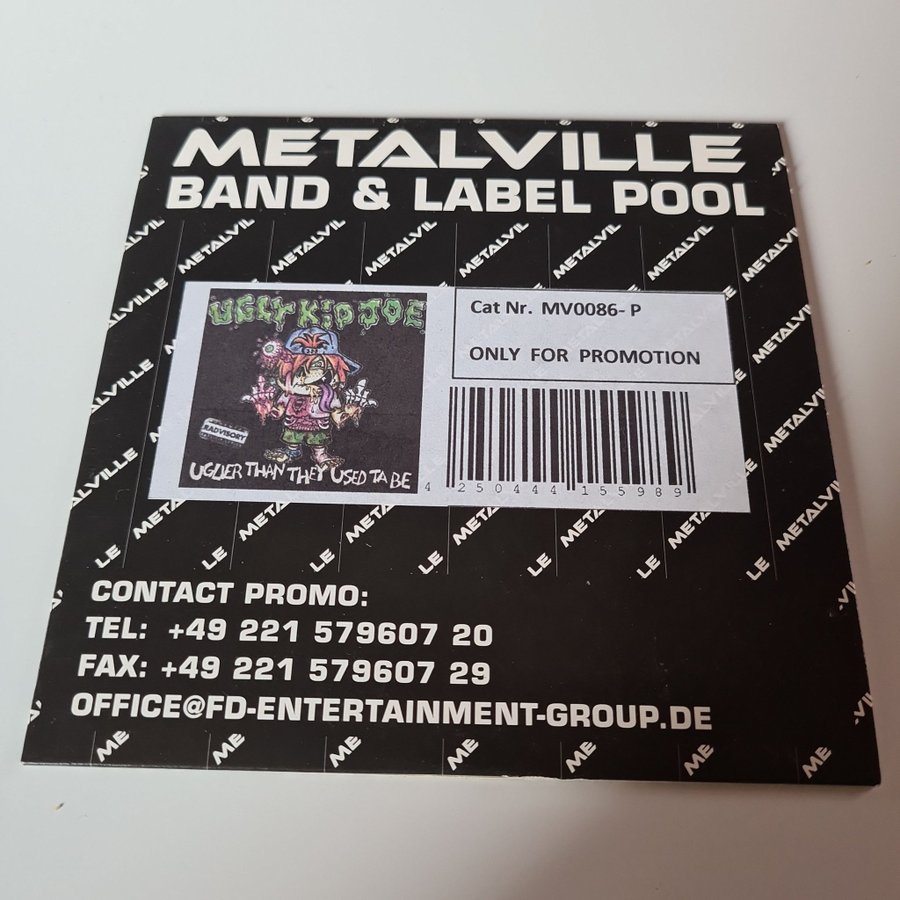 METALVILLE
BAND & LABEL POOL
UGLY KID JOE
RADVISORY
UGLIER THAN THEY USED TA BE
Cat Nr. MV0086-P
ONLY FOR PROMOTION
4 250444 155989
CONTACT PROMO:
TEL: +49 221 579607 20
FAX: +49 221 579607 29
OFFICE@FD-ENTERTAINMENT-GROUP.DE